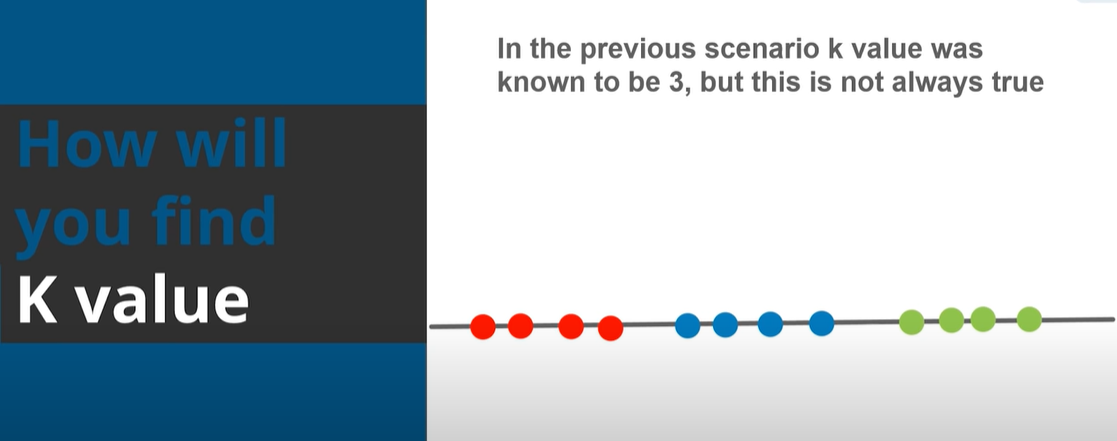 How will
you find
K value
In the previous scenario k value was
known to be 3, but this is not always true